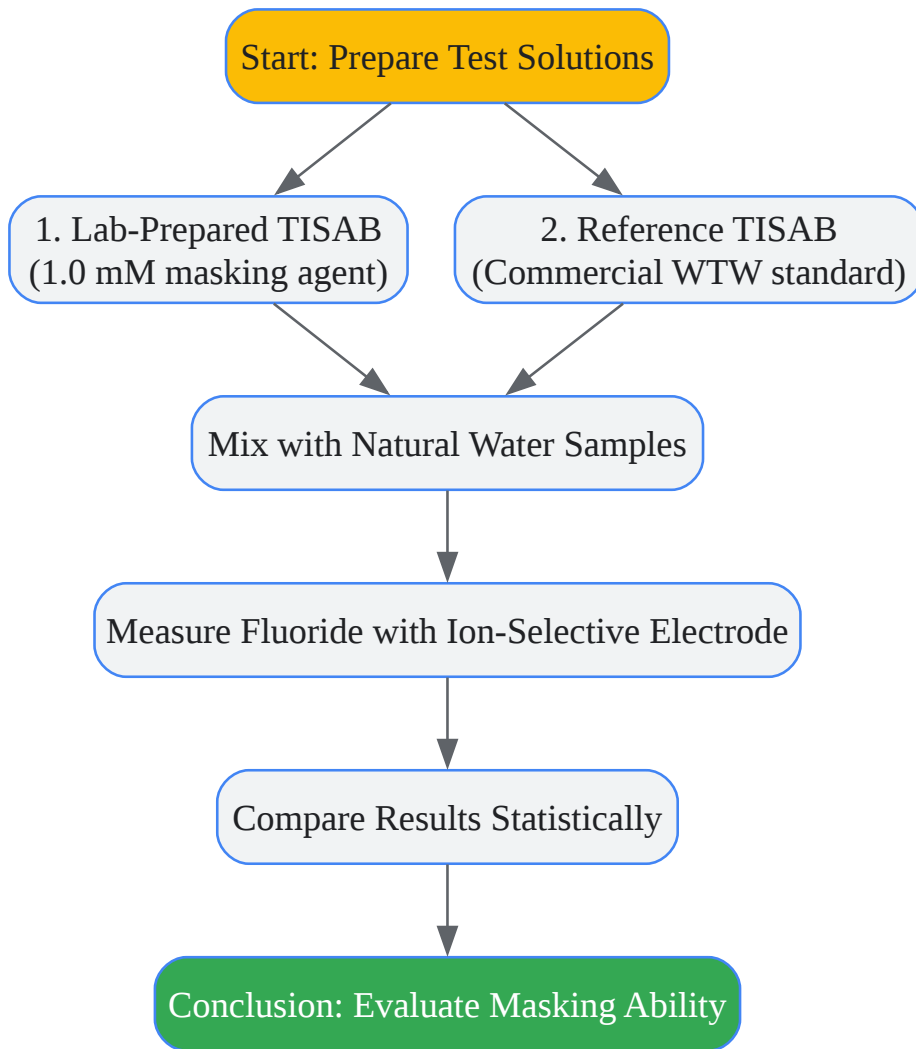 Start: Prepare Test Solutions
1. Lab-Prepared TISAB
(1.0 mM masking agent)
2. Reference TISAB
(Commercial WTW standard)
Mix with Natural Water Samples
Measure Fluoride with Ion-Selective Electrode
Compare Results Statistically
Conclusion: Evaluate Masking Ability